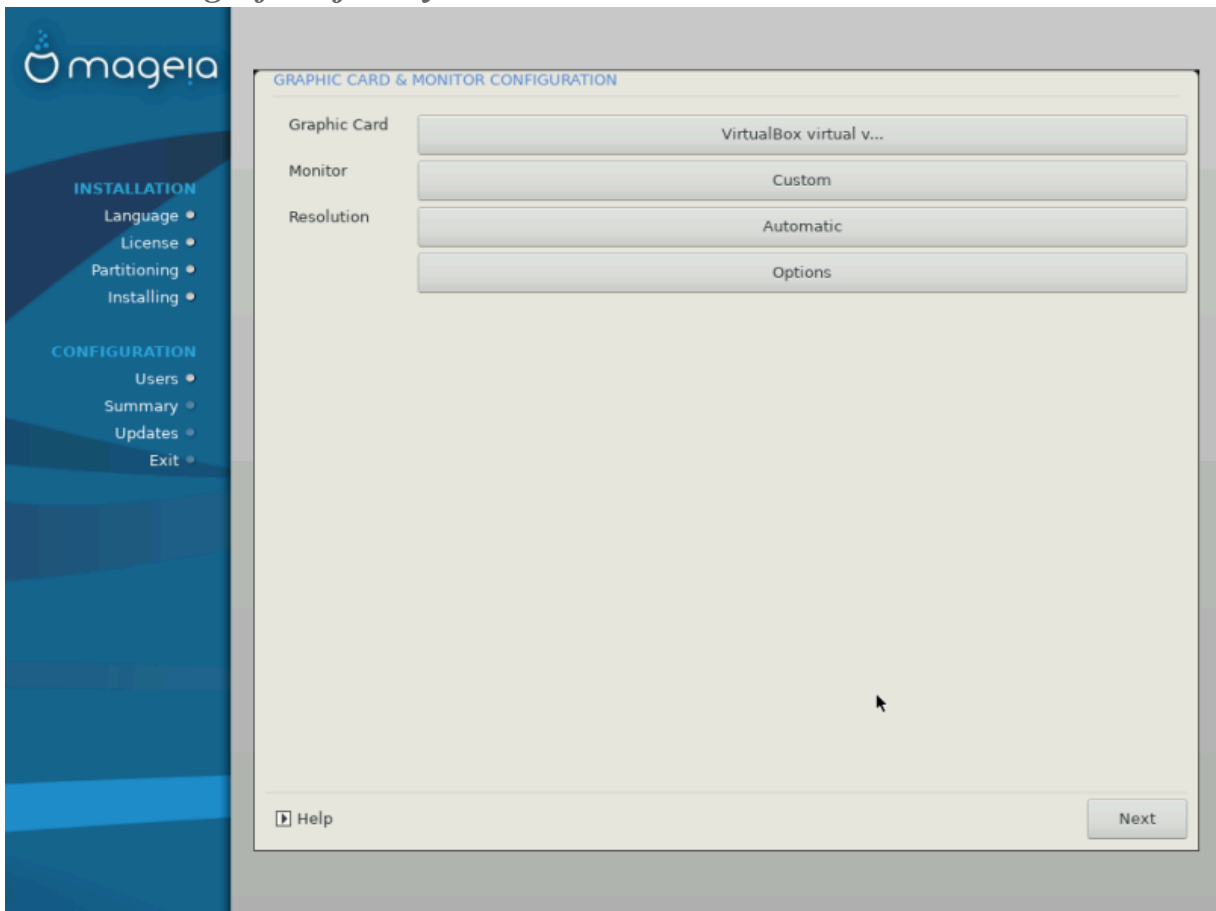 mageia
INSTALLATION
Language
License
Partitioning
Installing
CONFIGURATION
Users
Summary
Updates
Exit
GRAPHIC CARD & MONITOR CONFIGURATION
Graphic Card
VirtualBox virtual v...
Monitor
Custom
Resolution
Automatic
Options
Help
Next